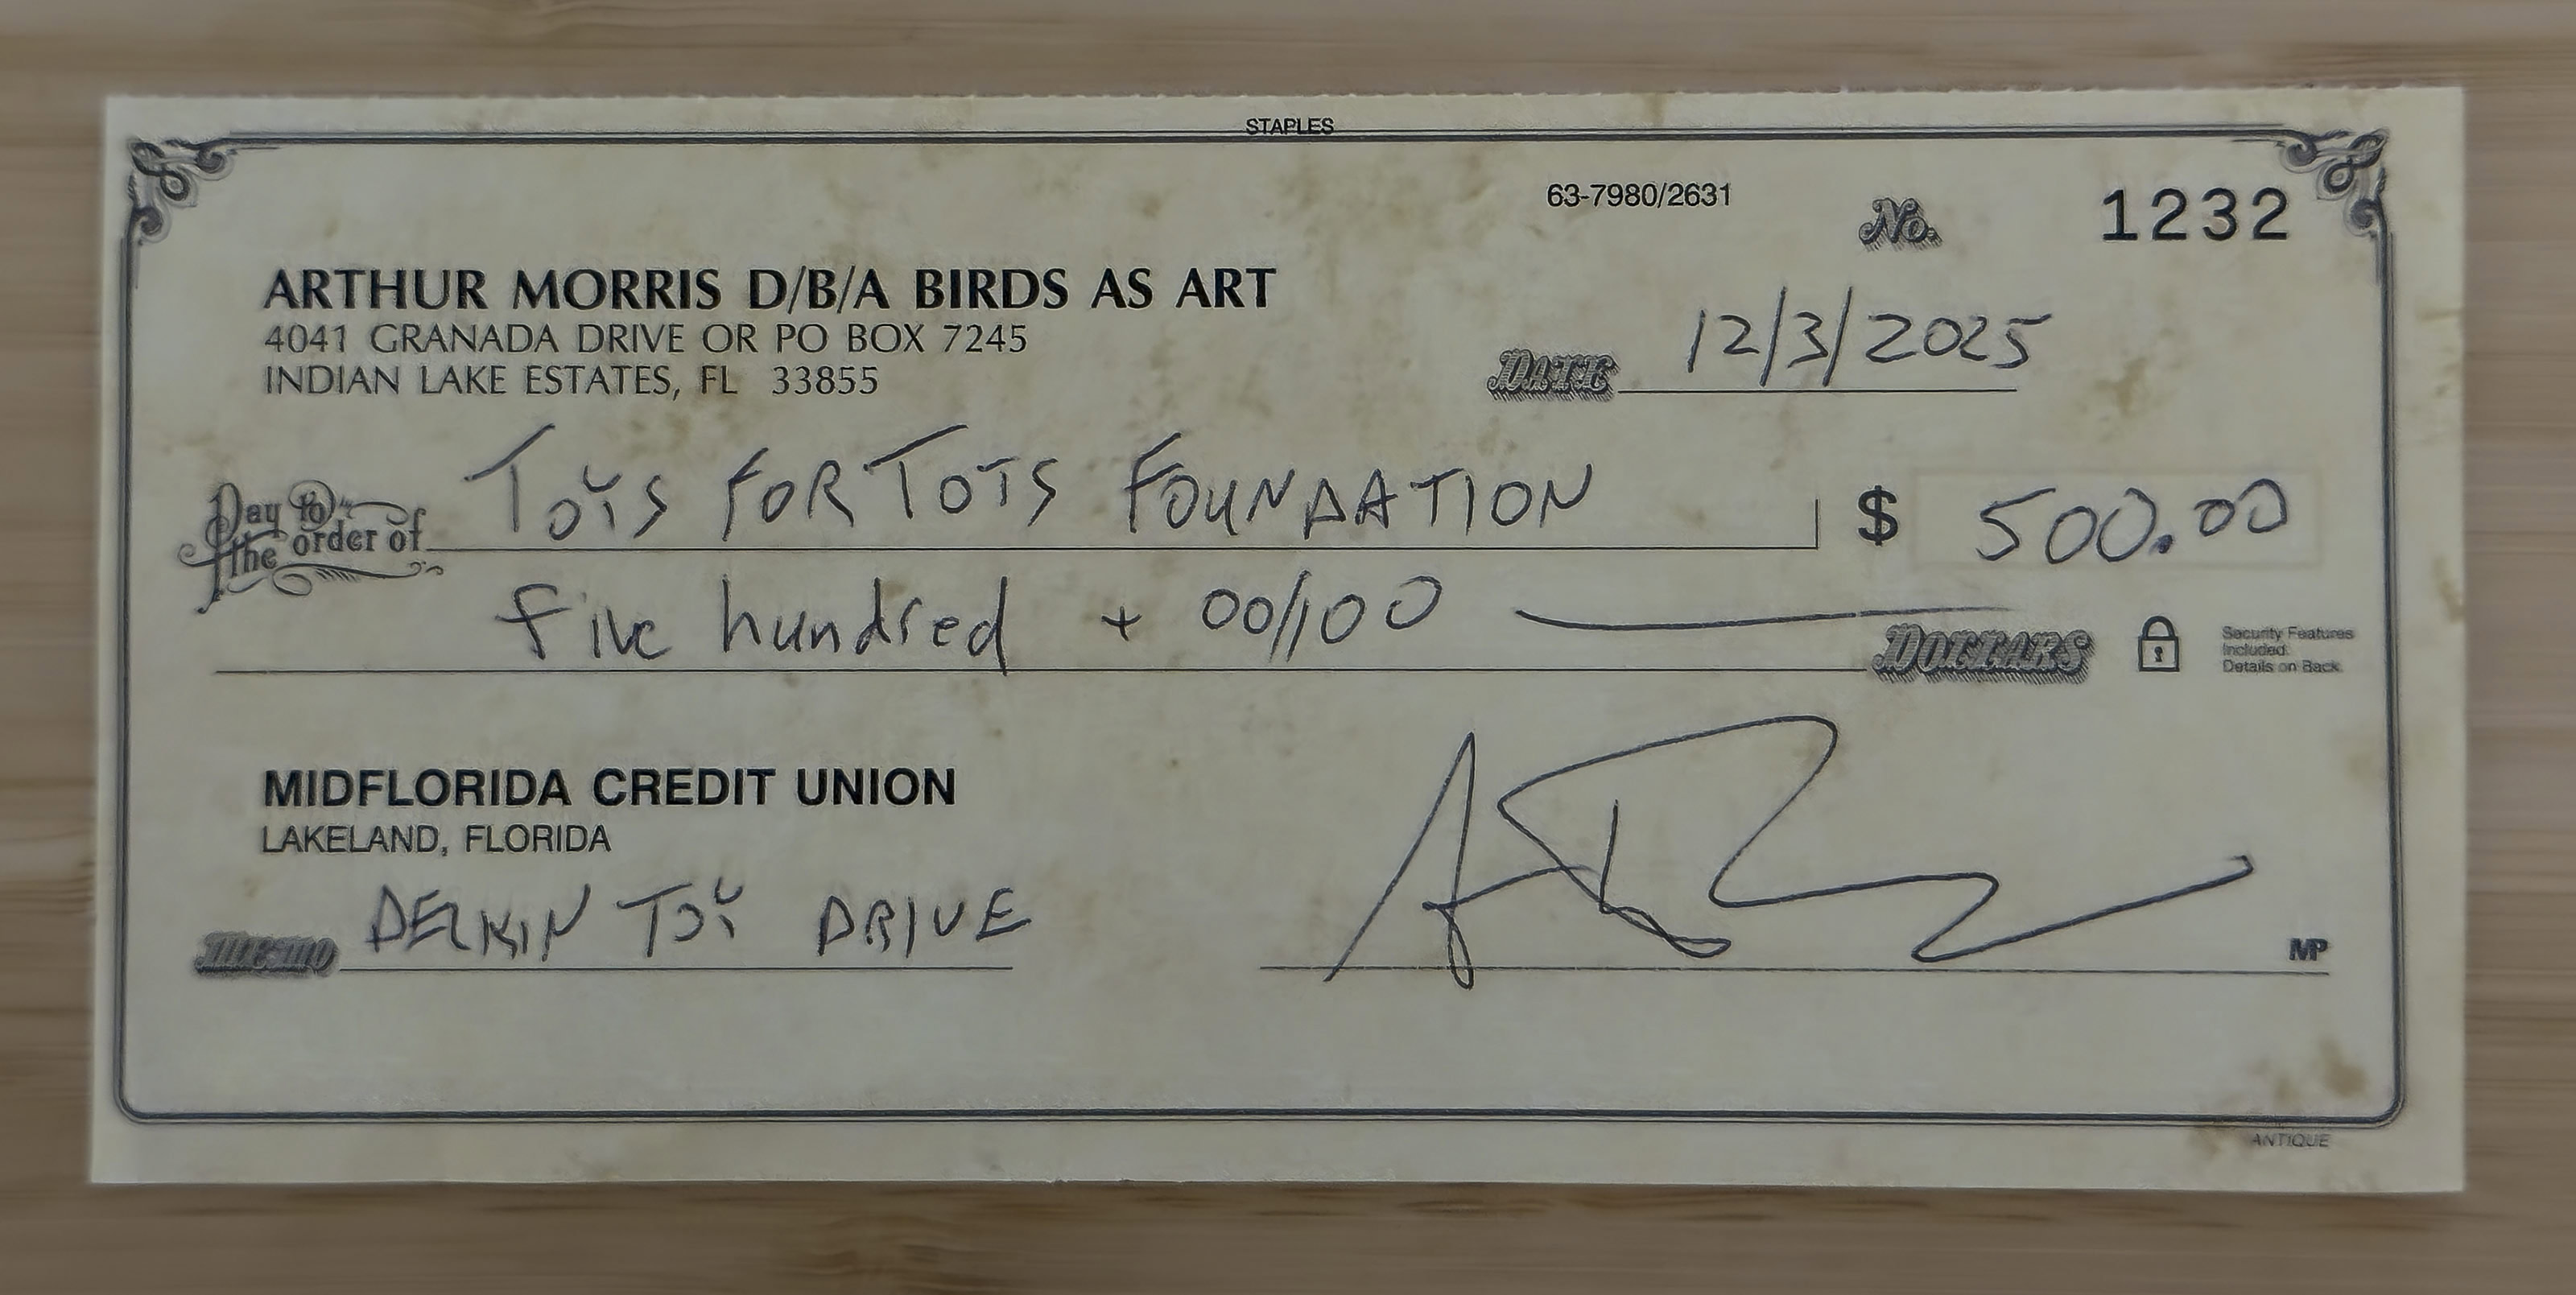 STAPLES
63-7980/2631
No. 1232
ARTHUR MORRIS D/B/A BIRDS AS ART
4041 GRANADA DRIVE OR PO BOX 7245
INDIAN LAKE ESTATES, FL 33855
DATE 12/3/2025
Pay to the order of TOYS FOR TOTS FOUNDATION $ 500.00
five hundred + 00/100 DOLLARS
Security Features
Included.
Details on Back.
MIDFLORIDA CREDIT UNION
LAKELAND, FLORIDA
MEMO DELKIN TOY DRIVE
MP
ANTIQUE